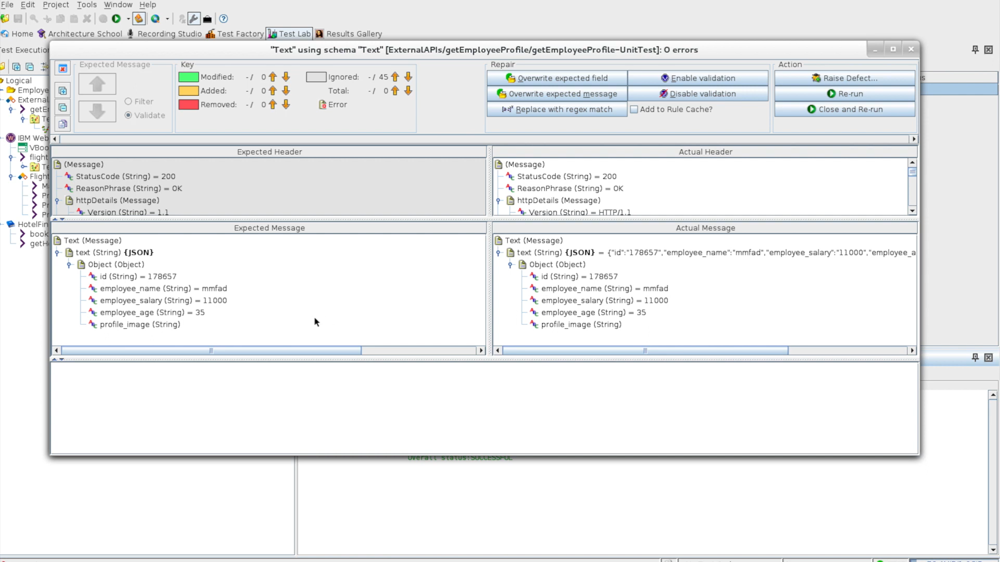 File Edit Project Tools Window Help
Home Architecture School Recording Studio Test Factory Test Lab Results Gallery
"Text" using schema "Text" [ExternalAPIs/getEmployeeProfile/getEmployeeProfile-UnitTest]: 0 errors
Expected Message
Filter
Validate
Key
Modified: - / 0
Added: - / 0
Removed: - / 0
Ignored: - / 45
Total: - / 0
Error
Repair
Overwrite expected field
Enable validation
Overwrite expected message
Disable validation
[a-z]* Replace with regex match
Add to Rule Cache?
Action
Raise Defect...
Re-run
Close and Re-run
Logical
Employe
External
getEr
Te
IBM Web
VBoo
flight
Te
Flight
Ma
Pr
Pr
Pr
HotelFin
book
getH
Expected Header
(Message)
StatusCode (String) = 200
ReasonPhrase (String) = OK
httpDetails (Message)
Version (String) = 1.1
Actual Header
(Message)
StatusCode (String) = 200
ReasonPhrase (String) = OK
httpDetails (Message)
Version (String) = HTTP/1.1
Expected Message
Text (Message)
text (String) {JSON}
Object (Object)
id (String) = 178657
employee_name (String) = mmfad
employee_salary (String) = 11000
employee_age (String) = 35
profile_image (String)
Actual Message
Text (Message)
text (String) {JSON} = {"id":"178657","employee_name":"mmfad","employee_salary":"11000","employee_a
Object (Object)
id (String) = 178657
employee_name (String) = mmfad
employee_salary (String) = 11000
employee_age (String) = 35
profile_image (String)
Overall status:SUCCESSFUL